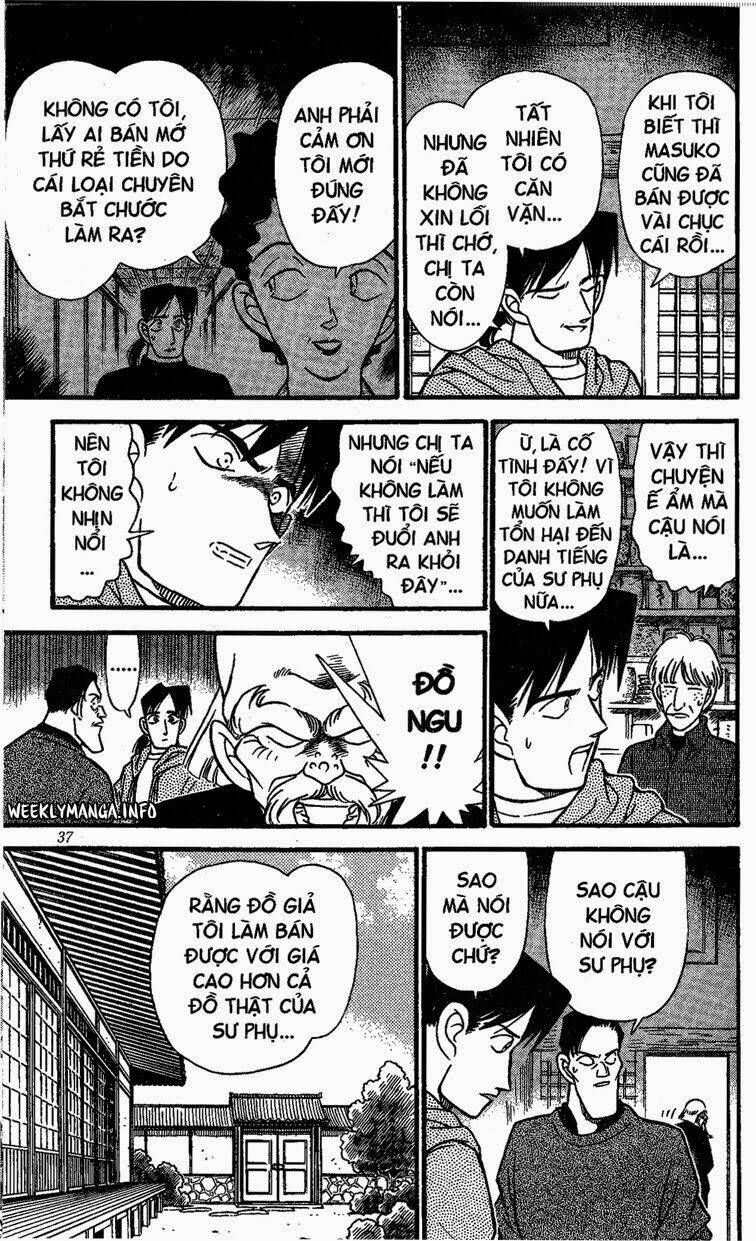 KHI TÔI
BIẾT THÌ
MASUKO
CŨNG ĐÃ
BÁN ĐƯỢC
VÀI CHỤC
CÁI RỒI...
TẤT
NHIÊN
TÔI CÓ
CĂN
VẶN...
NHƯNG
ĐÃ
KHÔNG
XIN LỖI
THÌ CHỚ,
CHỊ TA
CÒN
NÓI...
ANH PHẢI
CẢM ƠN
TÔI MỚI
ĐÚNG
ĐẤY!
KHÔNG CÓ TÔI,
LẤY AI BÁN MỚ
THỨ RẺ TIỀN DO
CÁI LOẠI CHUYÊN
BẮT CHƯỚC
LÀM RA?
VẬY THÌ
CHUYỆN
Ế ẨM MÀ
CẬU NÓI
LÀ...
Ừ, LÀ CỐ
TÌNH ĐẤY! VÌ
TÔI KHÔNG
MUỐN LÀM
TỔN HẠI ĐẾN
DANH TIẾNG
CỦA SƯ PHỤ
NỮA...
NHƯNG CHỊ TA
NÓI "NẾU
KHÔNG LÀM
THÌ TÔI SẼ
ĐUỔI ANH
RA KHỎI
ĐÂY"...
NÊN
TÔI
KHÔNG
NHỊN
NỔI
...
ĐỒ
NGU
!!
.....
WEEKLYMANGA.INFO
37
SAO CẬU
KHÔNG
NÓI VỚI
SƯ PHỤ?
SAO
MÀ NÓI
ĐƯỢC
CHỨ?
RẰNG ĐỒ GIẢ
TÔI LÀM BÁN
ĐƯỢC VỚI GIÁ
CAO HƠN CẢ
ĐỒ THẬT CỦA
SƯ PHỤ...